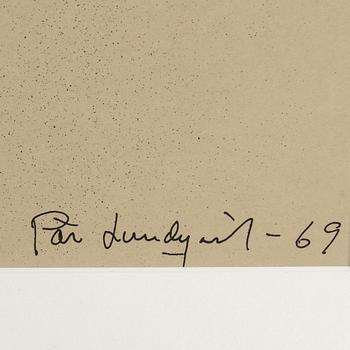 Pär Lundqvist - 69